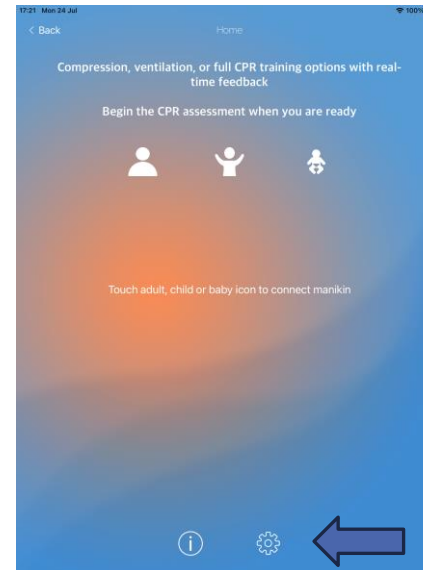 17:21 Mon 24 Jul 100%
< Back Home
Compression, ventilation, or full CPR training options with real-
time feedback
Begin the CPR assessment when you are ready
Touch adult, child or baby icon to connect manikin
i